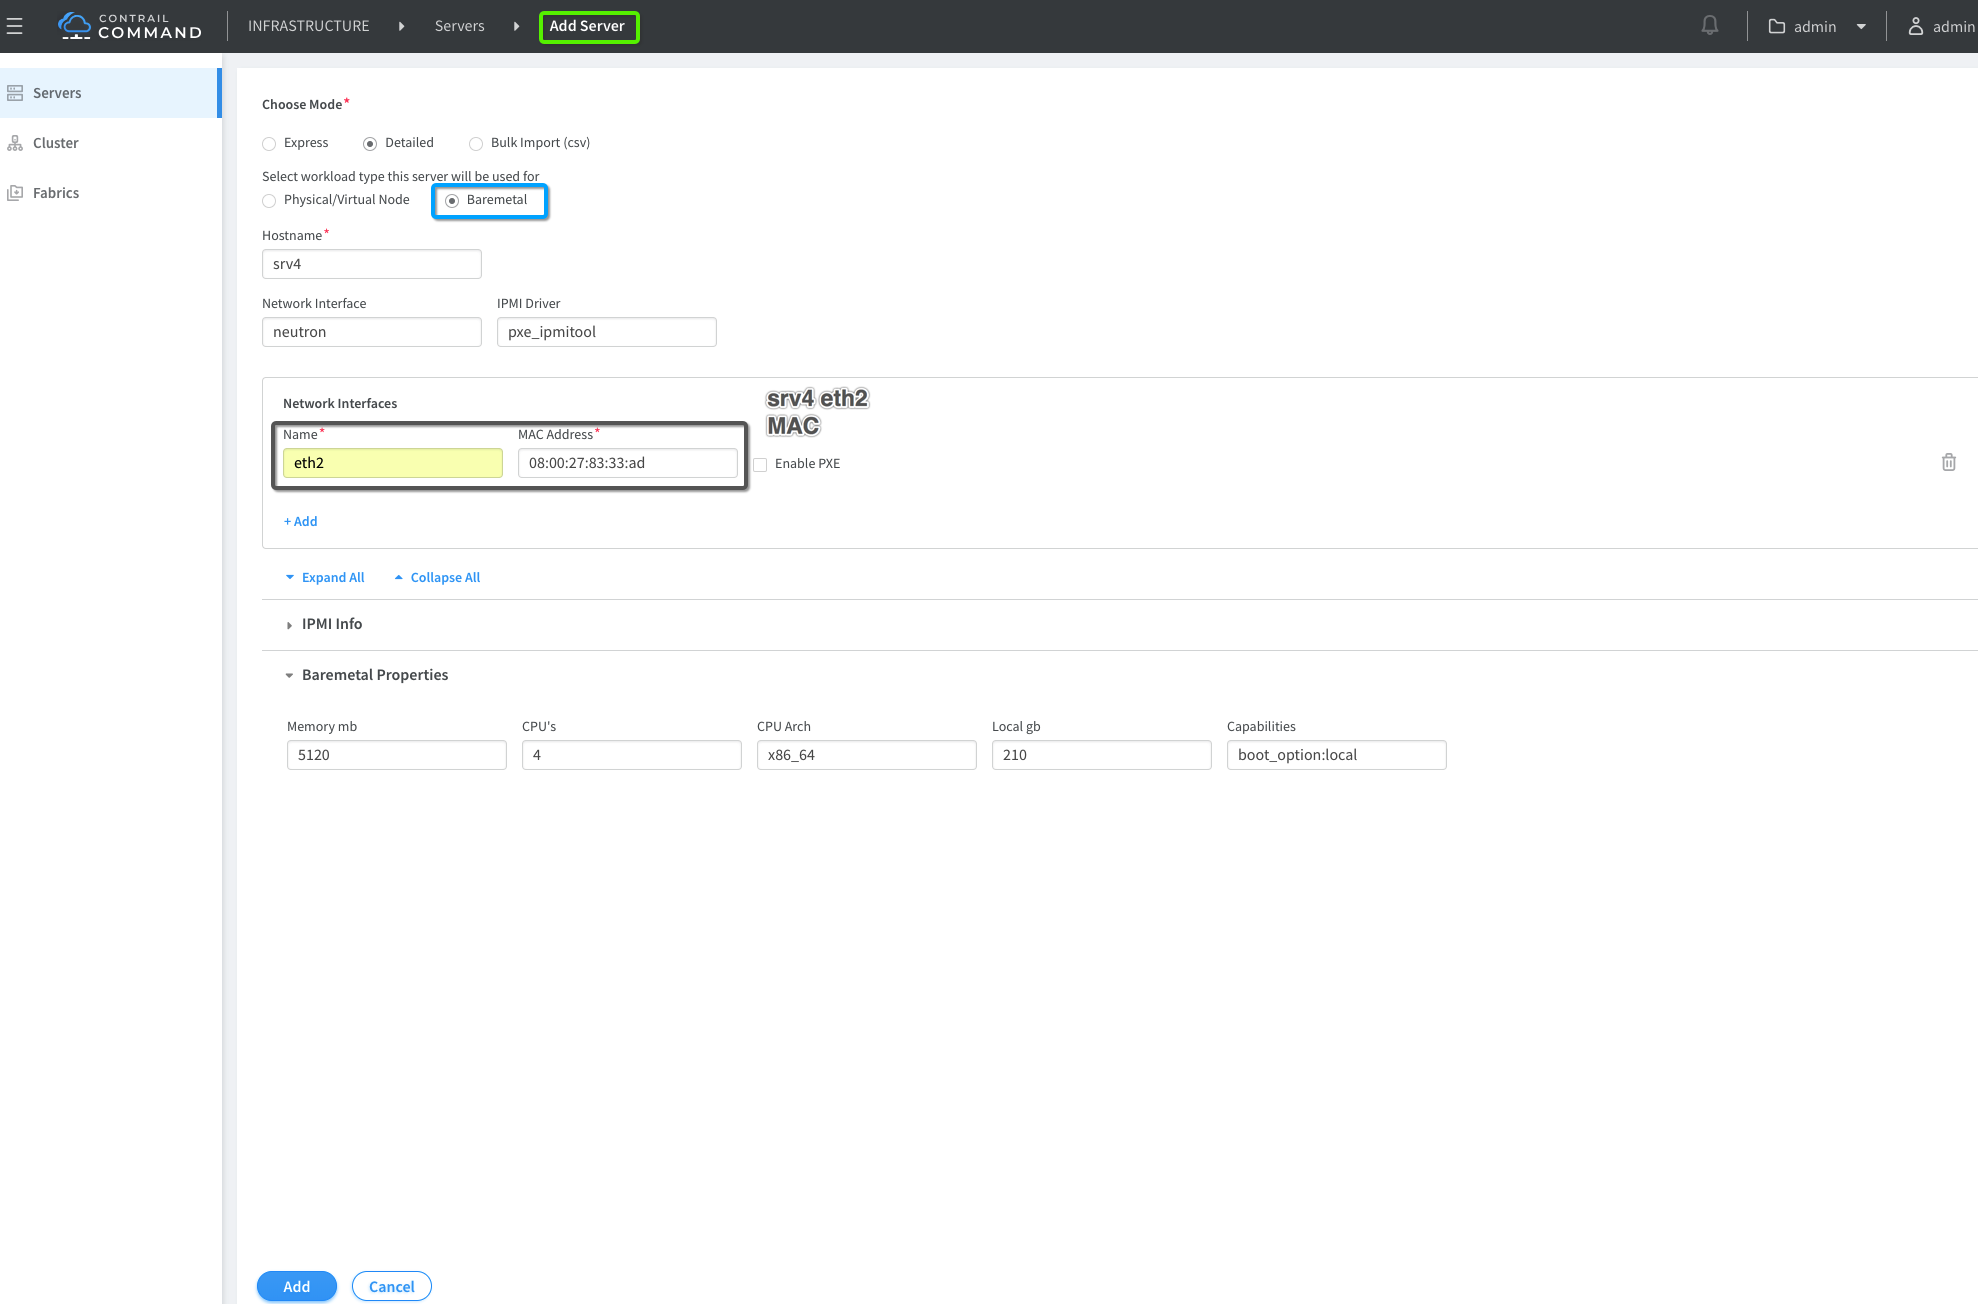 CONTRAIL
COMMAND
INFRASTRUCTURE Servers Add Server admin admin
Servers
Cluster
Fabrics
Choose Mode*
Express Detailed Bulk Import (csv)
Select workload type this server will be used for
Physical/Virtual Node Baremetal
Hostname*
srv4
Network Interface IPMI Driver
neutron pxe_ipmitool
Network Interfaces
srv4 eth2
MAC
Name* MAC Address*
eth2 08:00:27:83:33:ad Enable PXE
+ Add
Expand All Collapse All
IPMI Info
Baremetal Properties
Memory mb CPU's CPU Arch Local gb Capabilities
5120 4 x86_64 210 boot_option:local
Add Cancel